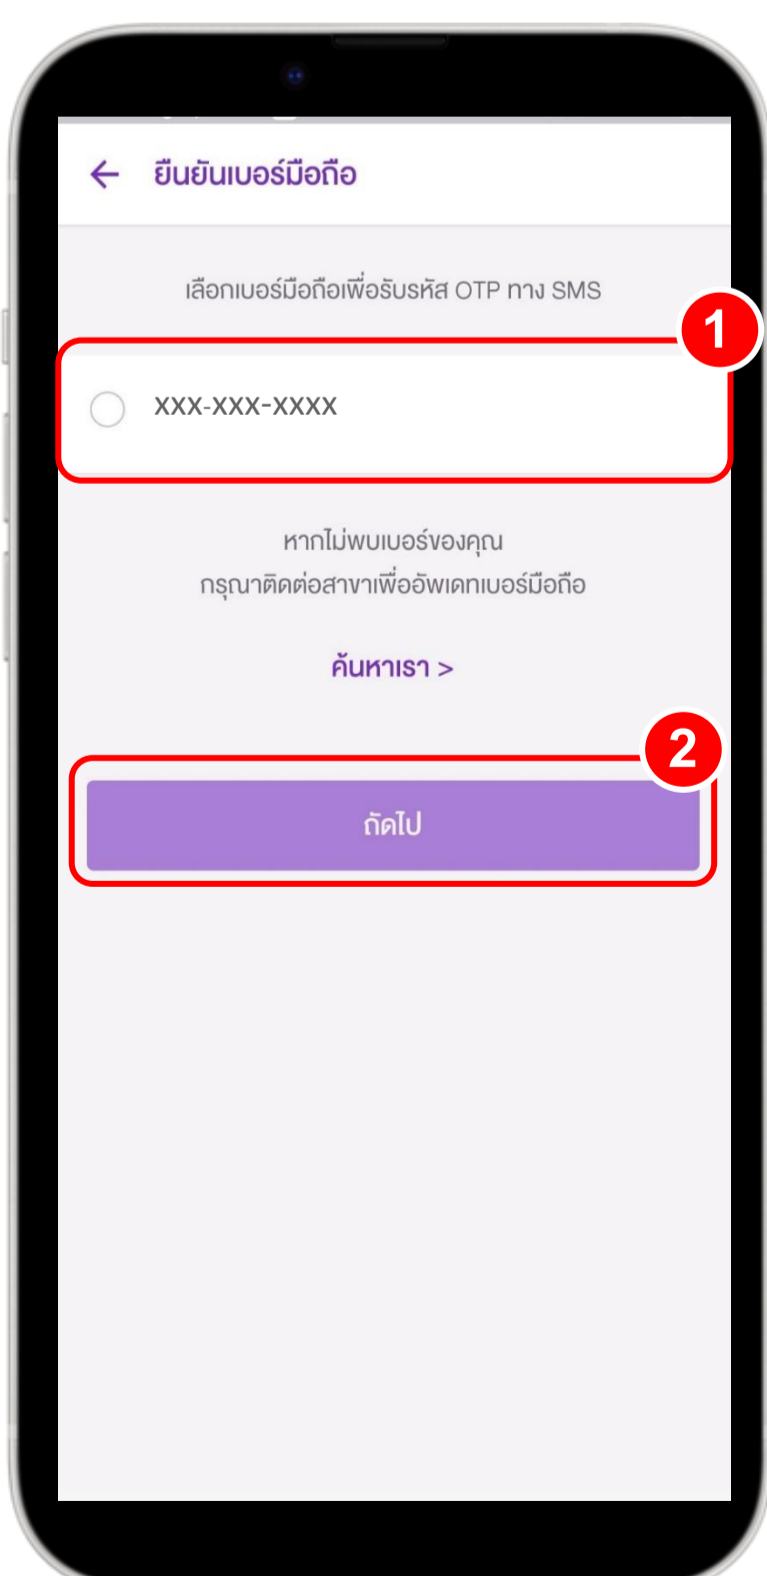 ← ยืนยันเบอร์มือถือ
เลือกเบอร์มือถือเพื่อรับรหัส OTP ทาง SMS
1
xxx-xxx-xxxx
หากไม่พบเบอร์ของคุณ
กรุณาติดต่อสาขาเพื่ออัพเดทเบอร์มือถือ
ค้นหาเรา >
2
ถัดไป